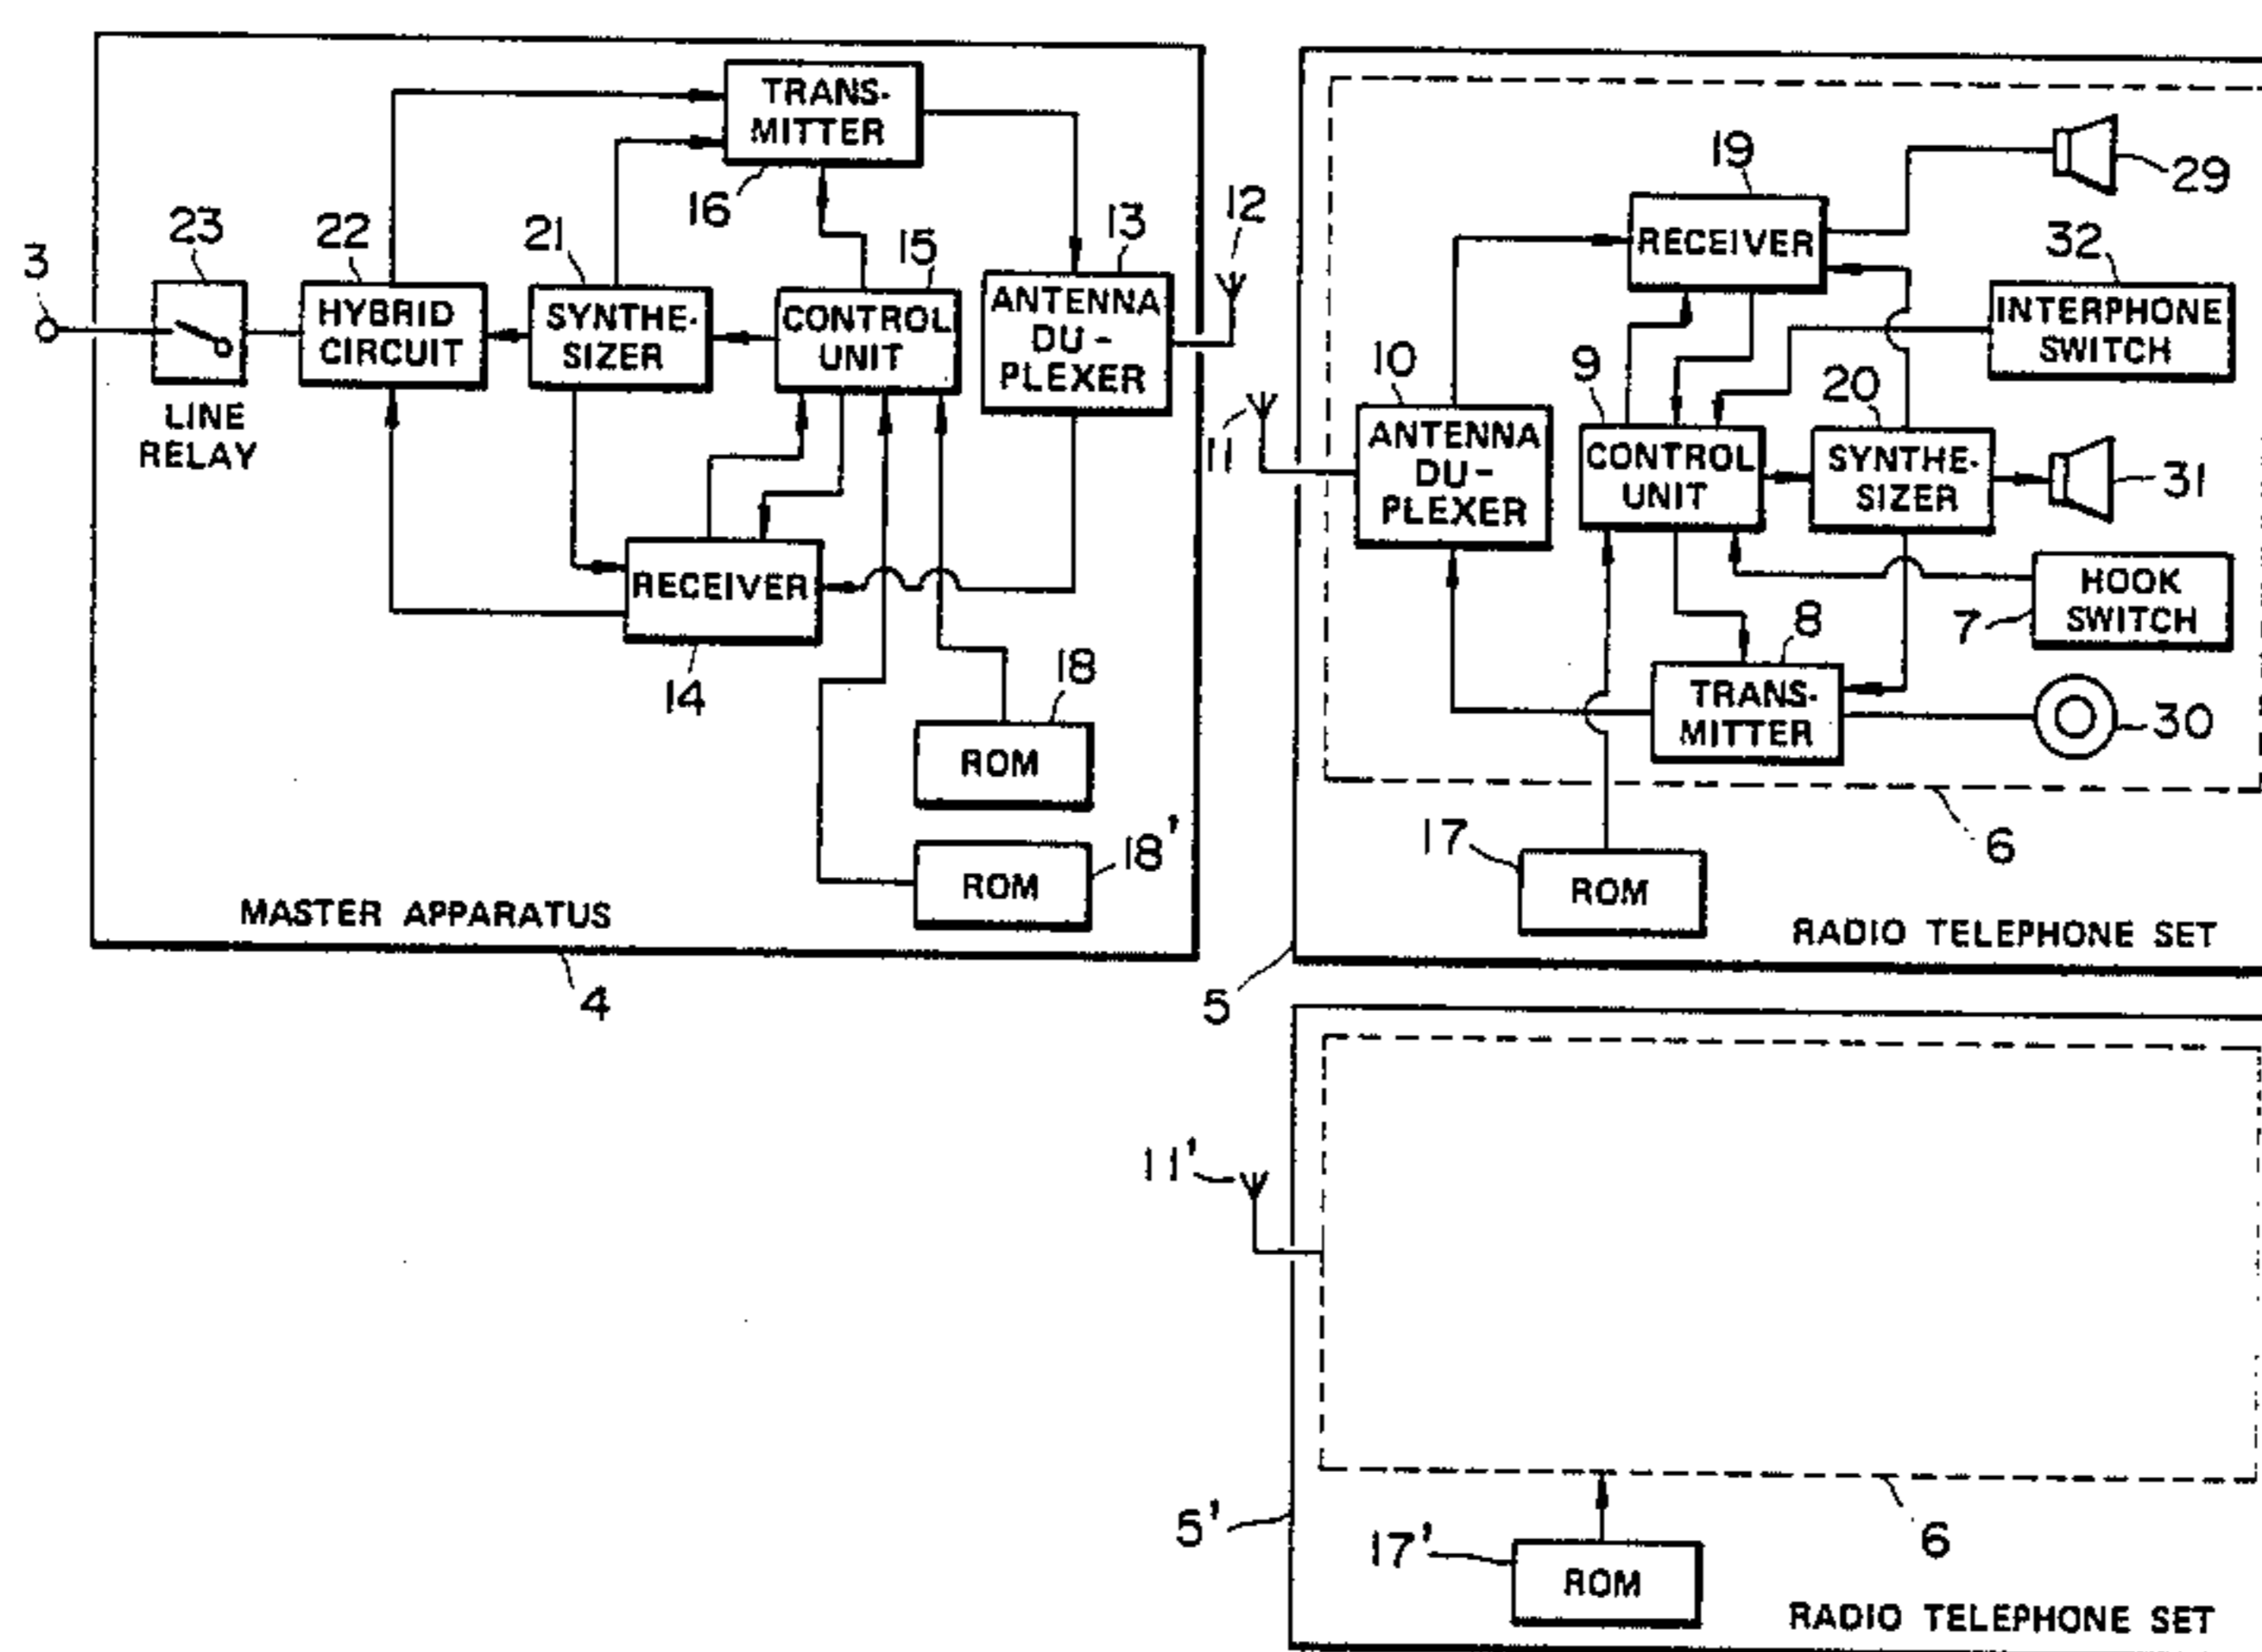 3
23
LINE
RELAY
22
HYBRID
CIRCUIT
21
SYNTHE-
SIZER
TRANS-
MITTER
16
15
CONTROL
UNIT
13
ANTENNA
DU-
PLEXER
12
RECEIVER
14
18
ROM
18'
ROM
MASTER APPARATUS
4
11
10
ANTENNA
DU-
PLEXER
19
RECEIVER
29
32
INTERPHONE
SWITCH
9
CONTROL
UNIT
20
SYNTHE-
SIZER
31
HOOK
SWITCH
7
8
TRANS-
MITTER
30
6
17
ROM
RADIO TELEPHONE SET
5
11'
5'
6
17'
ROM
RADIO TELEPHONE SET